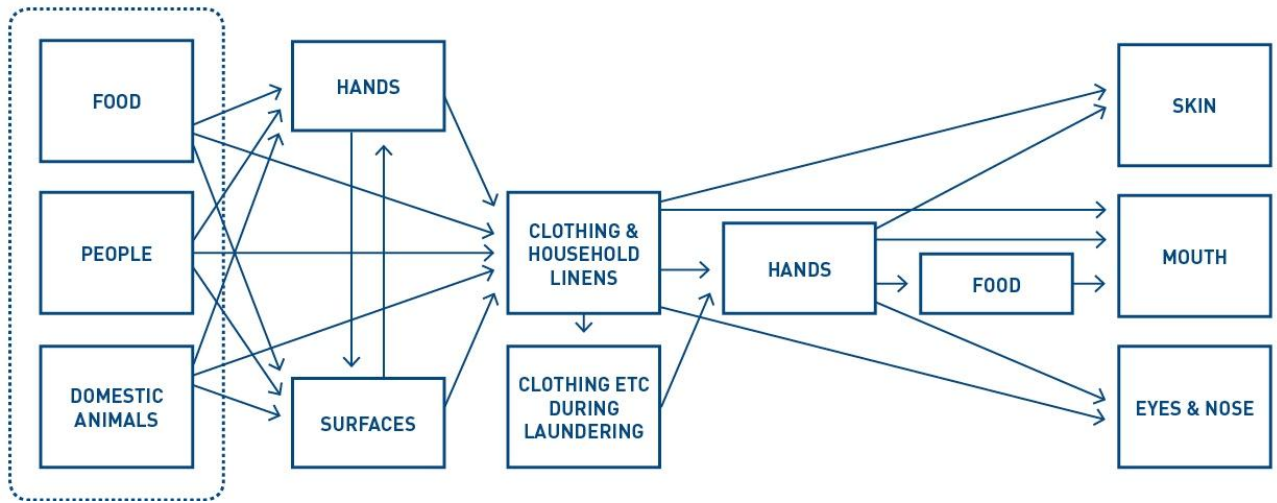 FOOD
PEOPLE
DOMESTIC
ANIMALS
HANDS
SURFACES
CLOTHING &
HOUSEHOLD
LINENS
CLOTHING ETC
DURING
LAUNDERING
HANDS
FOOD
SKIN
MOUTH
EYES & NOSE